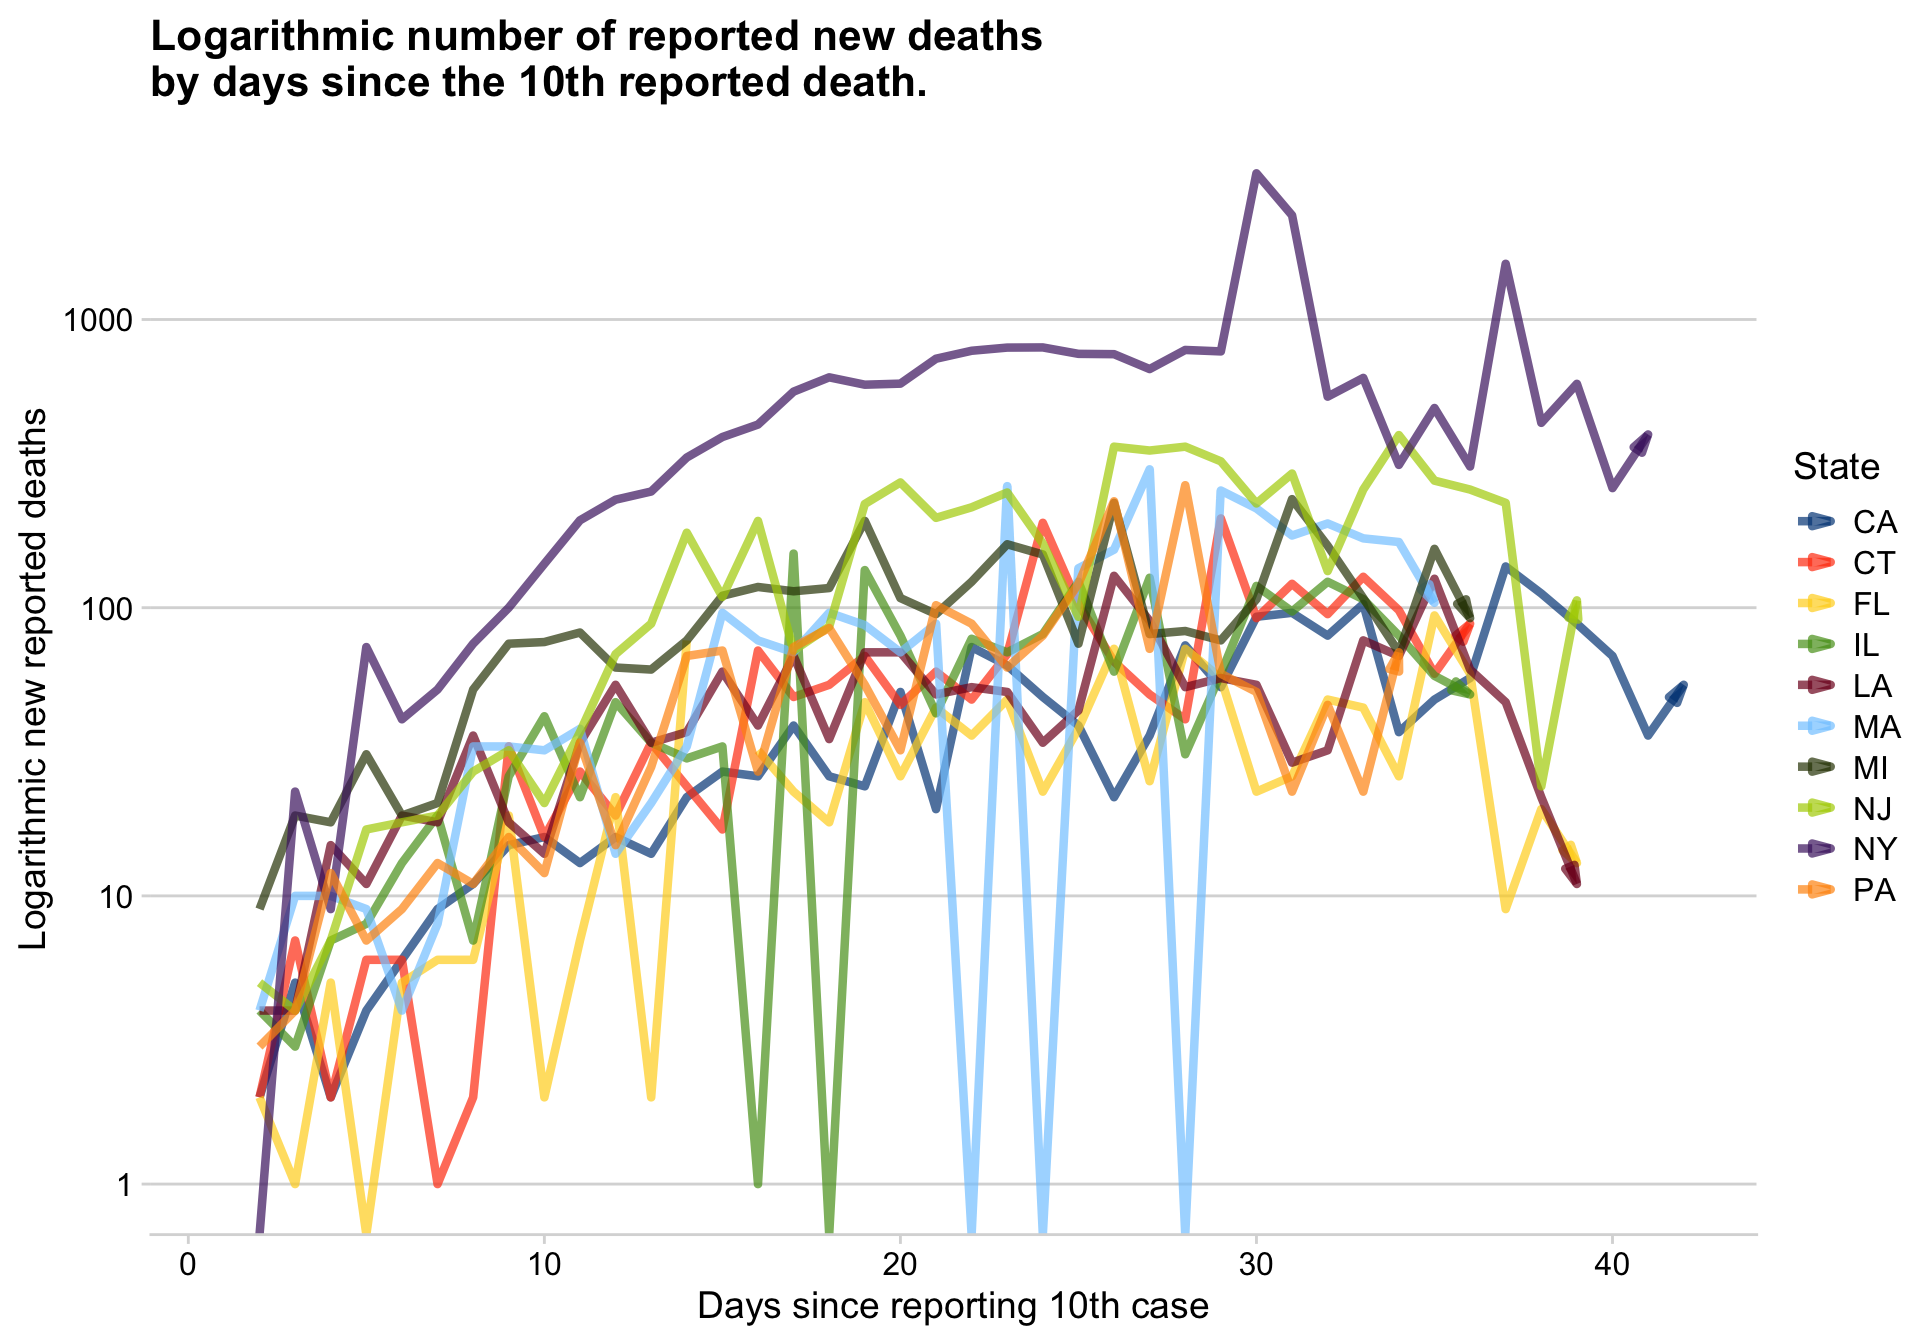 Logarithmic number of reported new deaths
by days since the 10th reported death.
Logarithmic new reported deaths
1000
100
10
1
0
10
20
30
40
Days since reporting 10th case
State
CA
CT
FL
IL
LA
MA
MI
NJ
NY
PA